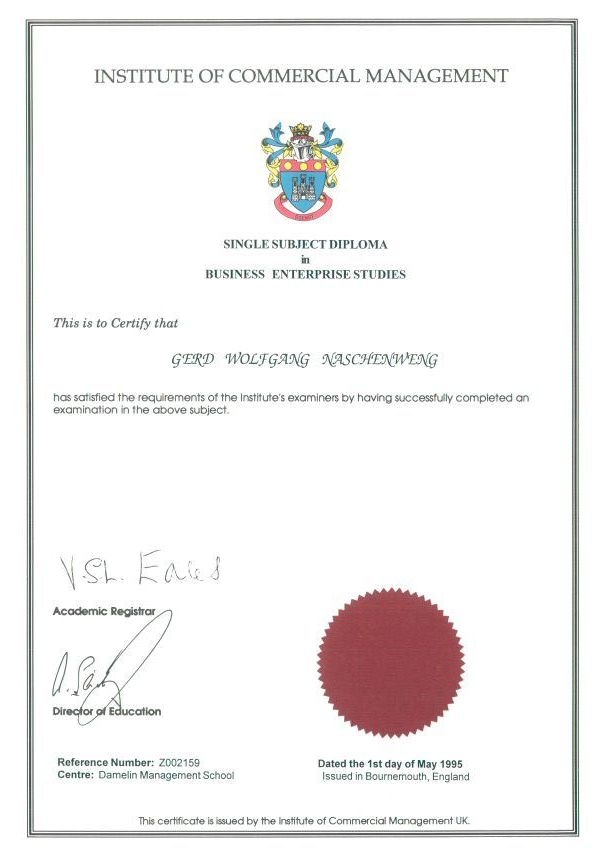 INSTITUTE OF COMMERCIAL MANAGEMENT
SINGLE SUBJECT DIPLOMA
in
BUSINESS ENTERPRISE STUDIES
This is to Certify that
GERD WOLFGANG NASCHENWENG
has satisfied the requirements of the Institute's examiners by having successfully completed an
examination in the above subject.
V.S.L. Eales
Academic Registrar
Director of Education
Reference Number: Z002159
Centre: Damelin Management School
Dated the 1st day of May 1995
Issued in Bournemouth, England
This certificate is issued by the Institute of Commercial Management UK.